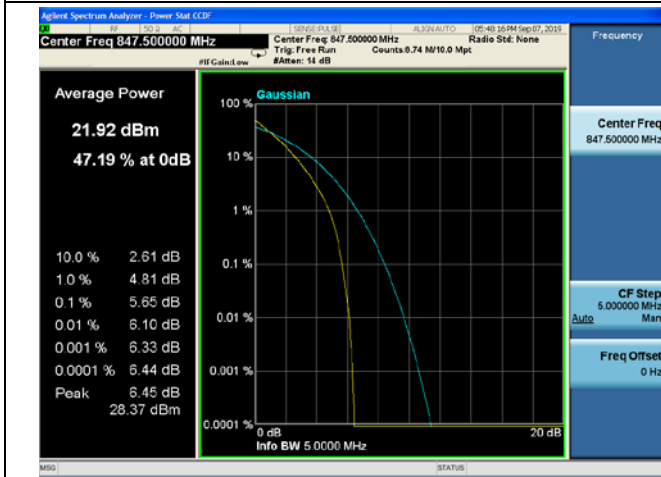 Agilent Spectrum Analyzer - Power Stat CCDF
RF 50 Ω AC SENSE:PULSE ALIGN AUTO 05:48:16 PM Sep 07, 2019
Center Freq 847.500000 MHz
Center Freq: 847.500000 MHz Radio Std: None
Trig: Free Run Counts:8.74 M/10.0 Mpt
#IFGain:Low #Atten: 14 dB
Frequency
Average Power
21.92 dBm
47.19 % at 0dB
10.0 % 2.61 dB
1.0 % 4.81 dB
0.1 % 5.65 dB
0.01 % 6.10 dB
0.001 % 6.33 dB
0.0001 % 6.44 dB
Peak 6.45 dB
28.37 dBm
Gaussian
100 %
10 %
1 %
0.1 %
0.01 %
0.001 %
0.0001 %
0 dB 20 dB
Info BW 5.0000 MHz
Center Freq
847.500000 MHz
CF Step
5.000000 MHz
Auto Man
Freq Offset
0 Hz
MSG STATUS